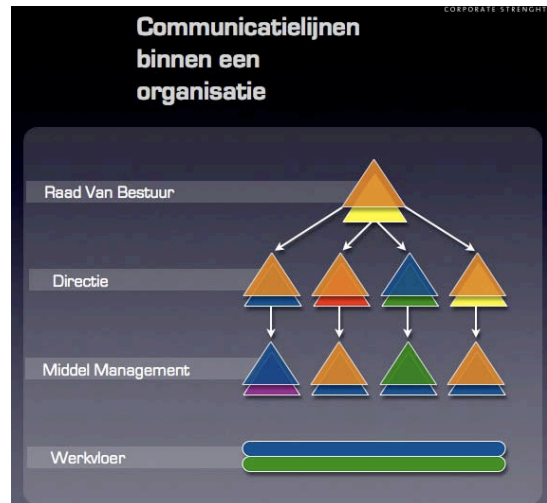 CORPORATE STRENGHT
Communicatielijnen
binnen een
organisatie
Raad Van Bestuur
Directie
Middel Management
Werkvloer